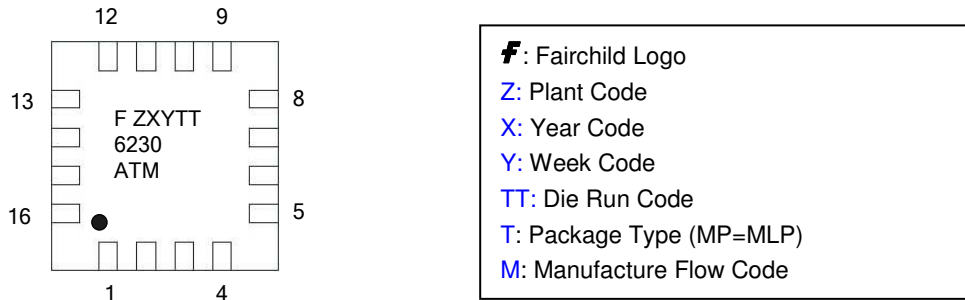 12 9
13 8
F ZXYTT
6230
ATM
16 5
1 4
f : Fairchild Logo
Z: Plant Code
X: Year Code
Y: Week Code
TT: Die Run Code
T: Package Type (MP=MLP)
M: Manufacture Flow Code